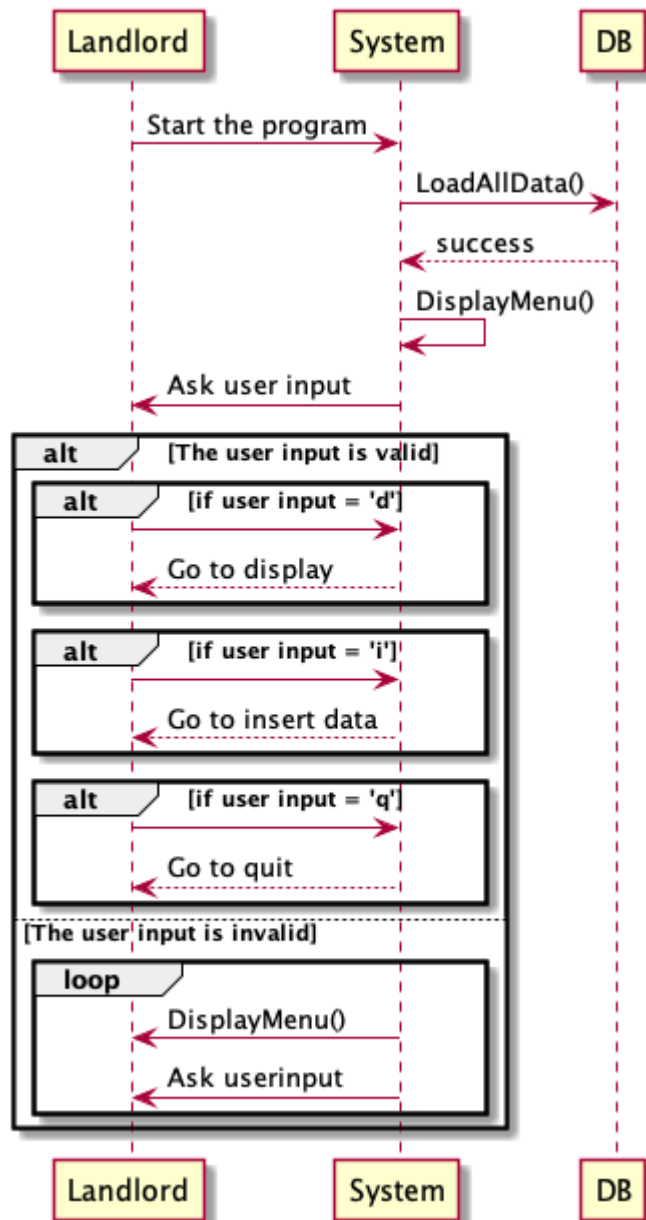 Landlord System DB
Start the program
LoadAllData()
success
DisplayMenu()
Ask user input
alt [The user input is valid]
alt [if user input = 'd']
Go to display
alt [if user input = 'i']
Go to insert data
alt [if user input = 'q']
Go to quit
[The user input is invalid]
loop
DisplayMenu()
Ask userinput
Landlord System DB